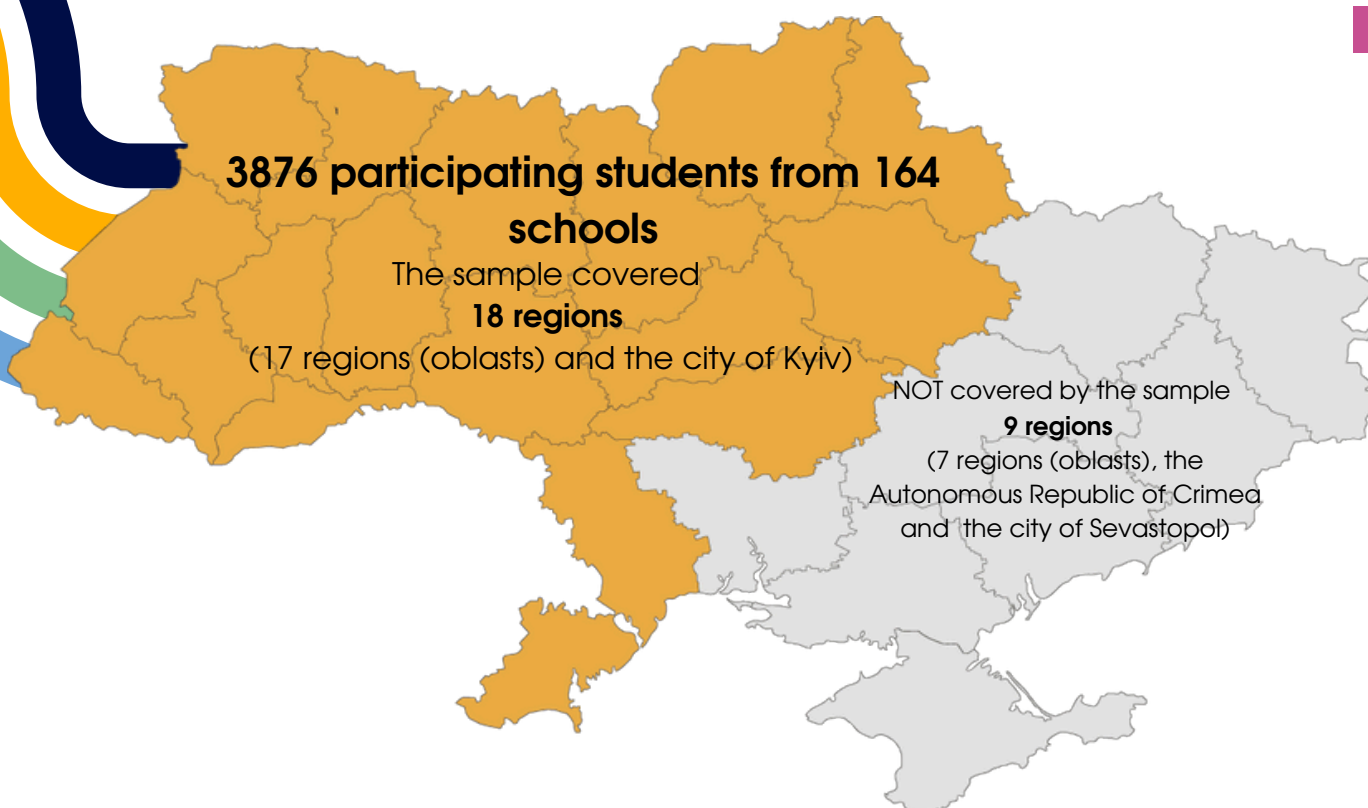 3876 participating students from 164
schools
The sample covered
18 regions
(17 regions (oblasts) and the city of Kyiv)
NOT covered by the sample
9 regions
(7 regions (oblasts), the
Autonomous Republic of Crimea
and the city of Sevastopol)